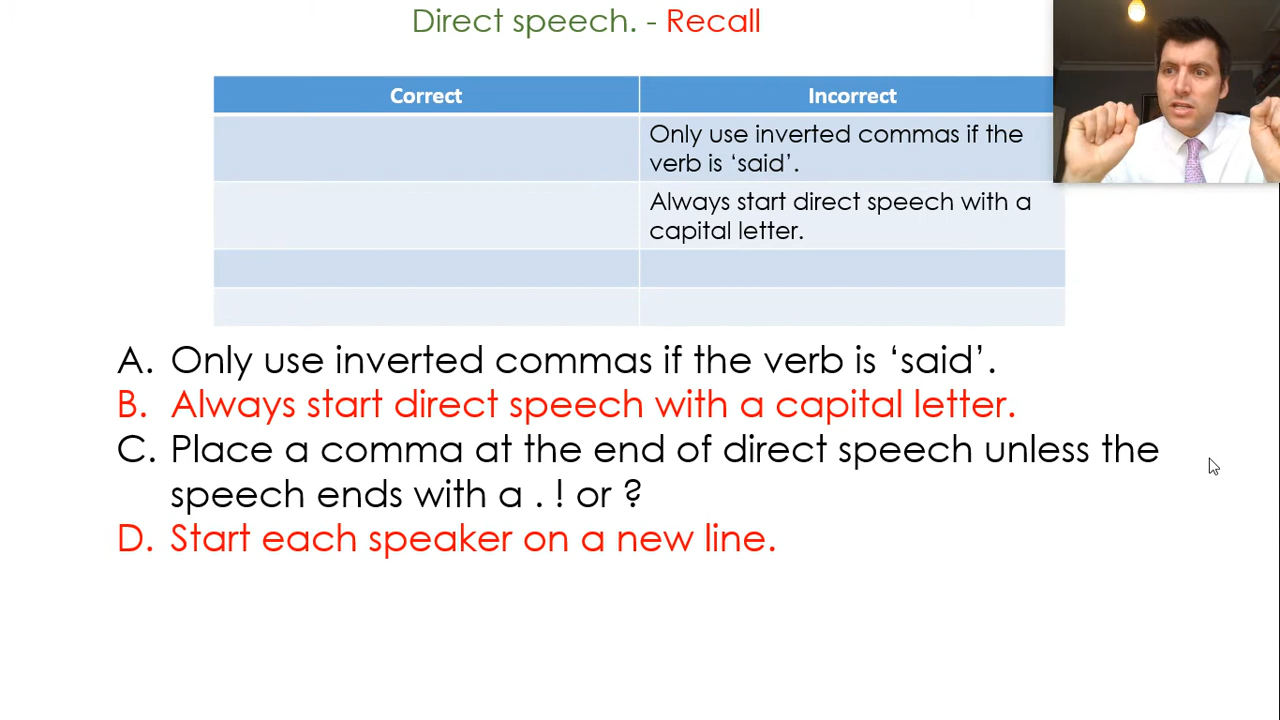 Direct speech. - Recall
Correct
Incorrect
Only use inverted commas if the
verb is ‘said’.
Always start direct speech with a
capital letter.
A. Only use inverted commas if the verb is ‘said’.
B. Always start direct speech with a capital letter.
C. Place a comma at the end of direct speech unless the
speech ends with a . ! or ?
D. Start each speaker on a new line.